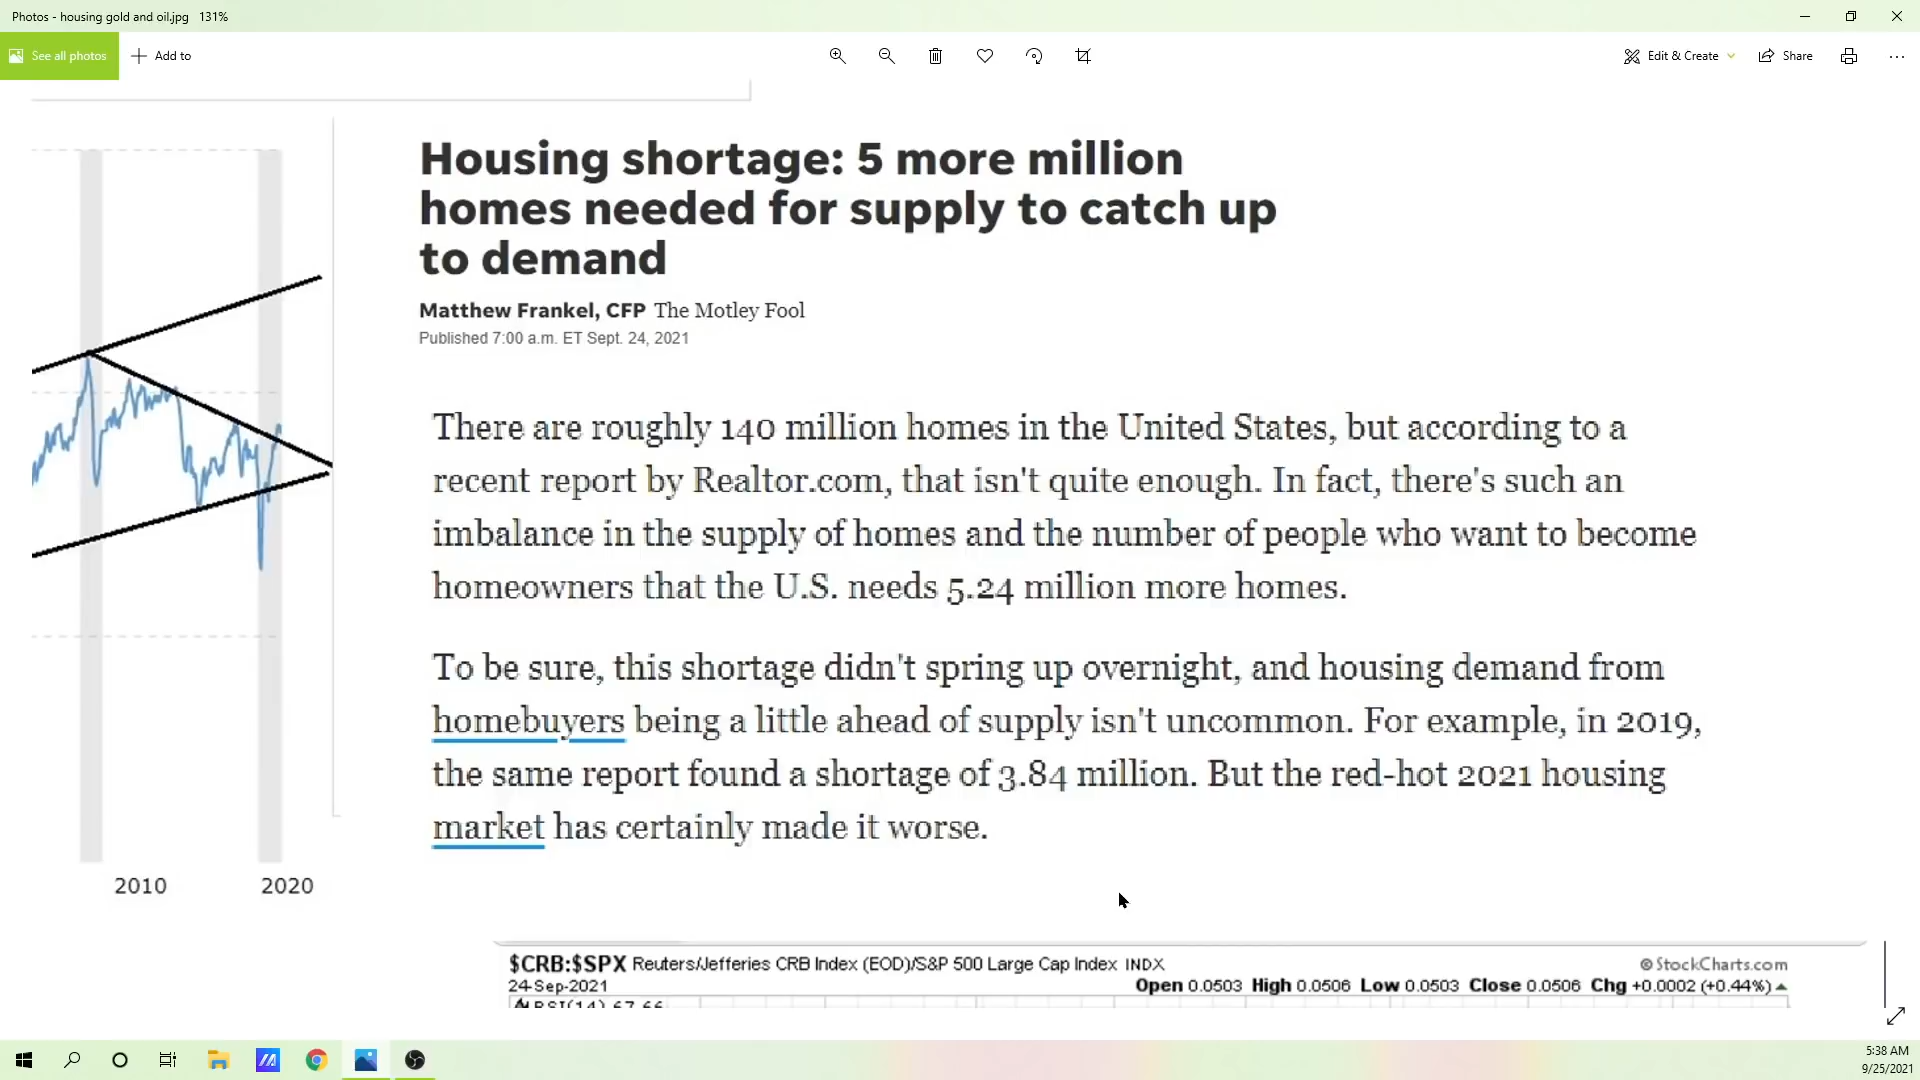 Photos - housing gold and oil.jpg 131%
See all photos
Add to
Edit & Create
Share
Housing shortage: 5 more million
homes needed for supply to catch up
to demand
Matthew Frankel, CFP The Motley Fool
Published 7:00 a.m. ET Sept. 24, 2021
There are roughly 140 million homes in the United States, but according to a
recent report by Realtor.com, that isn't quite enough. In fact, there's such an
imbalance in the supply of homes and the number of people who want to become
homeowners that the U.S. needs 5.24 million more homes.
To be sure, this shortage didn't spring up overnight, and housing demand from
homebuyers being a little ahead of supply isn't uncommon. For example, in 2019,
the same report found a shortage of 3.84 million. But the red-hot 2021 housing
market has certainly made it worse.
2010 2020
$CRB:$SPX Reuters/Jefferies CRB Index (EOD)/S&P 500 Large Cap Index INDX
© StockCharts.com
24-Sep-2021
Open 0.0503 High 0.0506 Low 0.0503 Close 0.0506 Chg +0.0002 (+0.44%)
RSI(14) 67.66
5:38 AM
9/25/2021